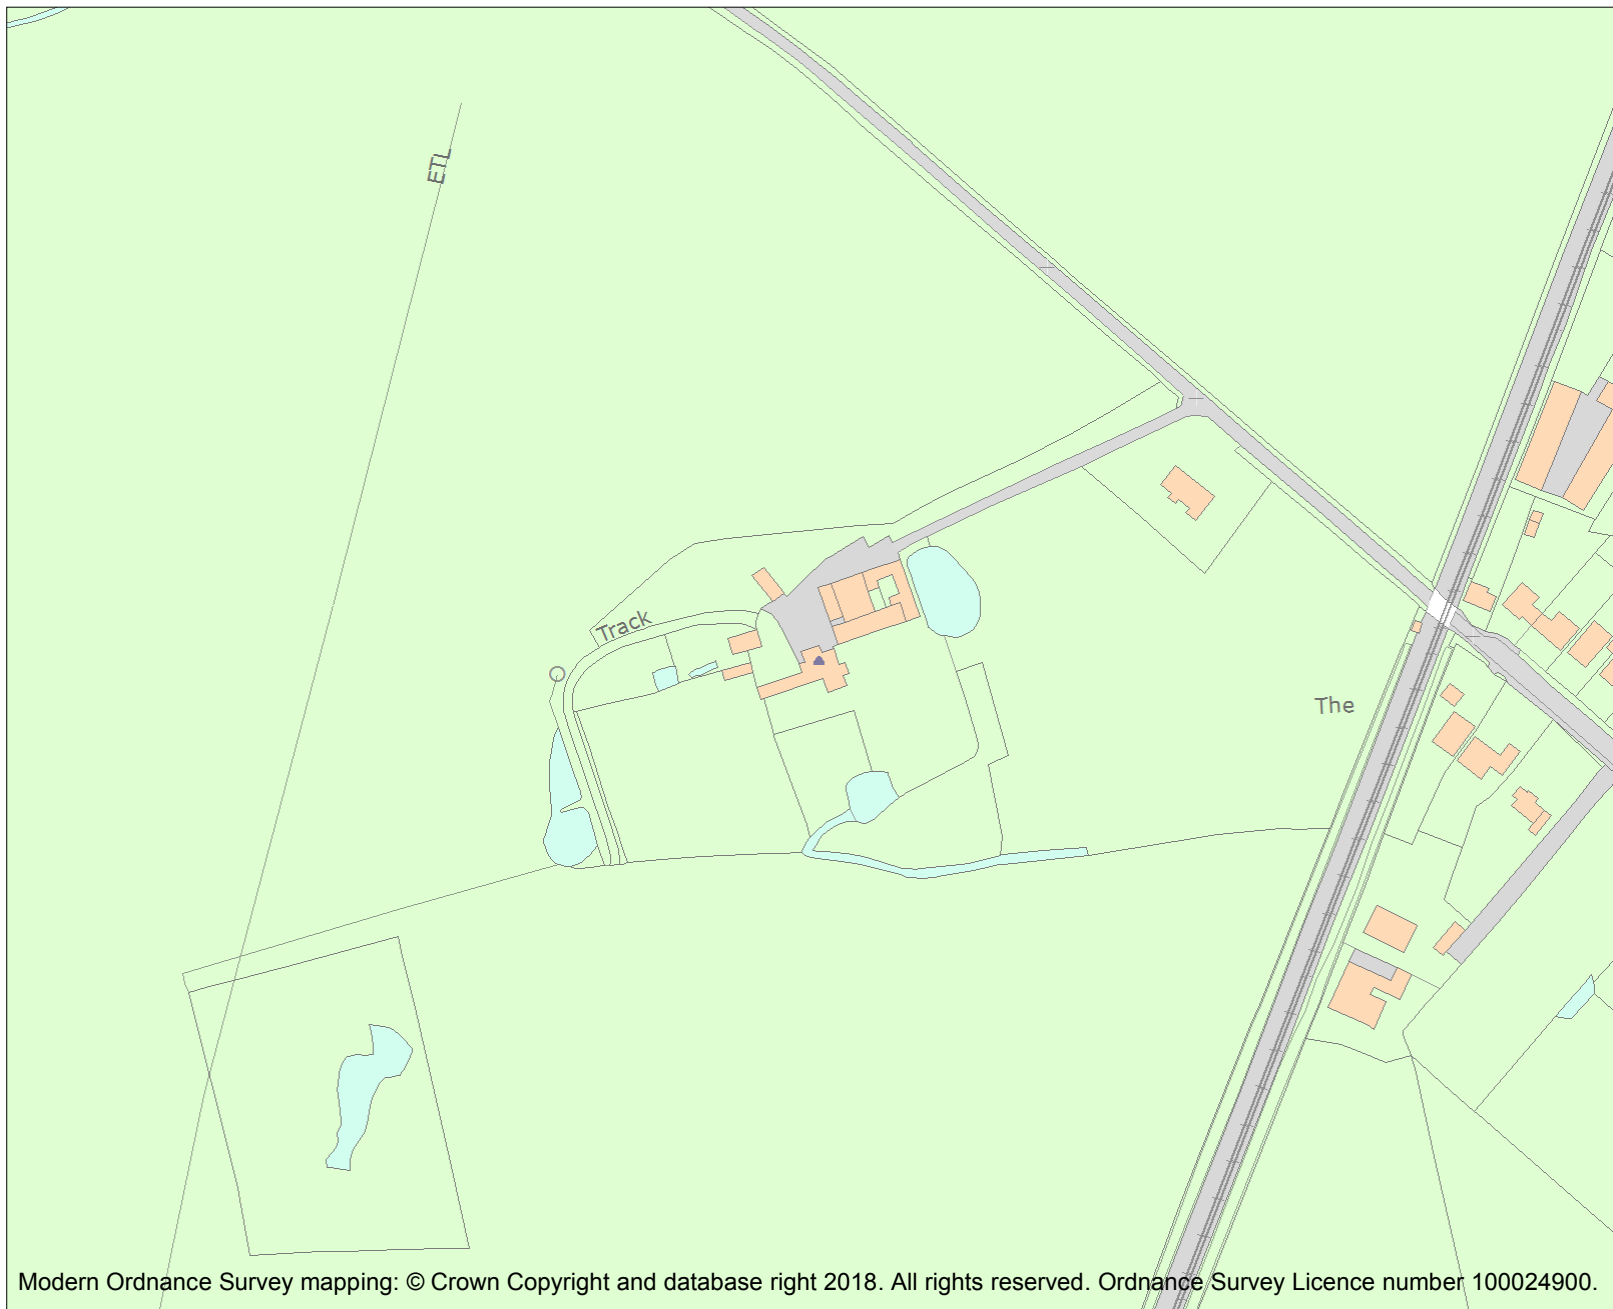 ETL
Track
The
Modern Ordnance Survey mapping: © Crown Copyright and database right 2018. All rights reserved. Ordnance Survey Licence number 100024900.